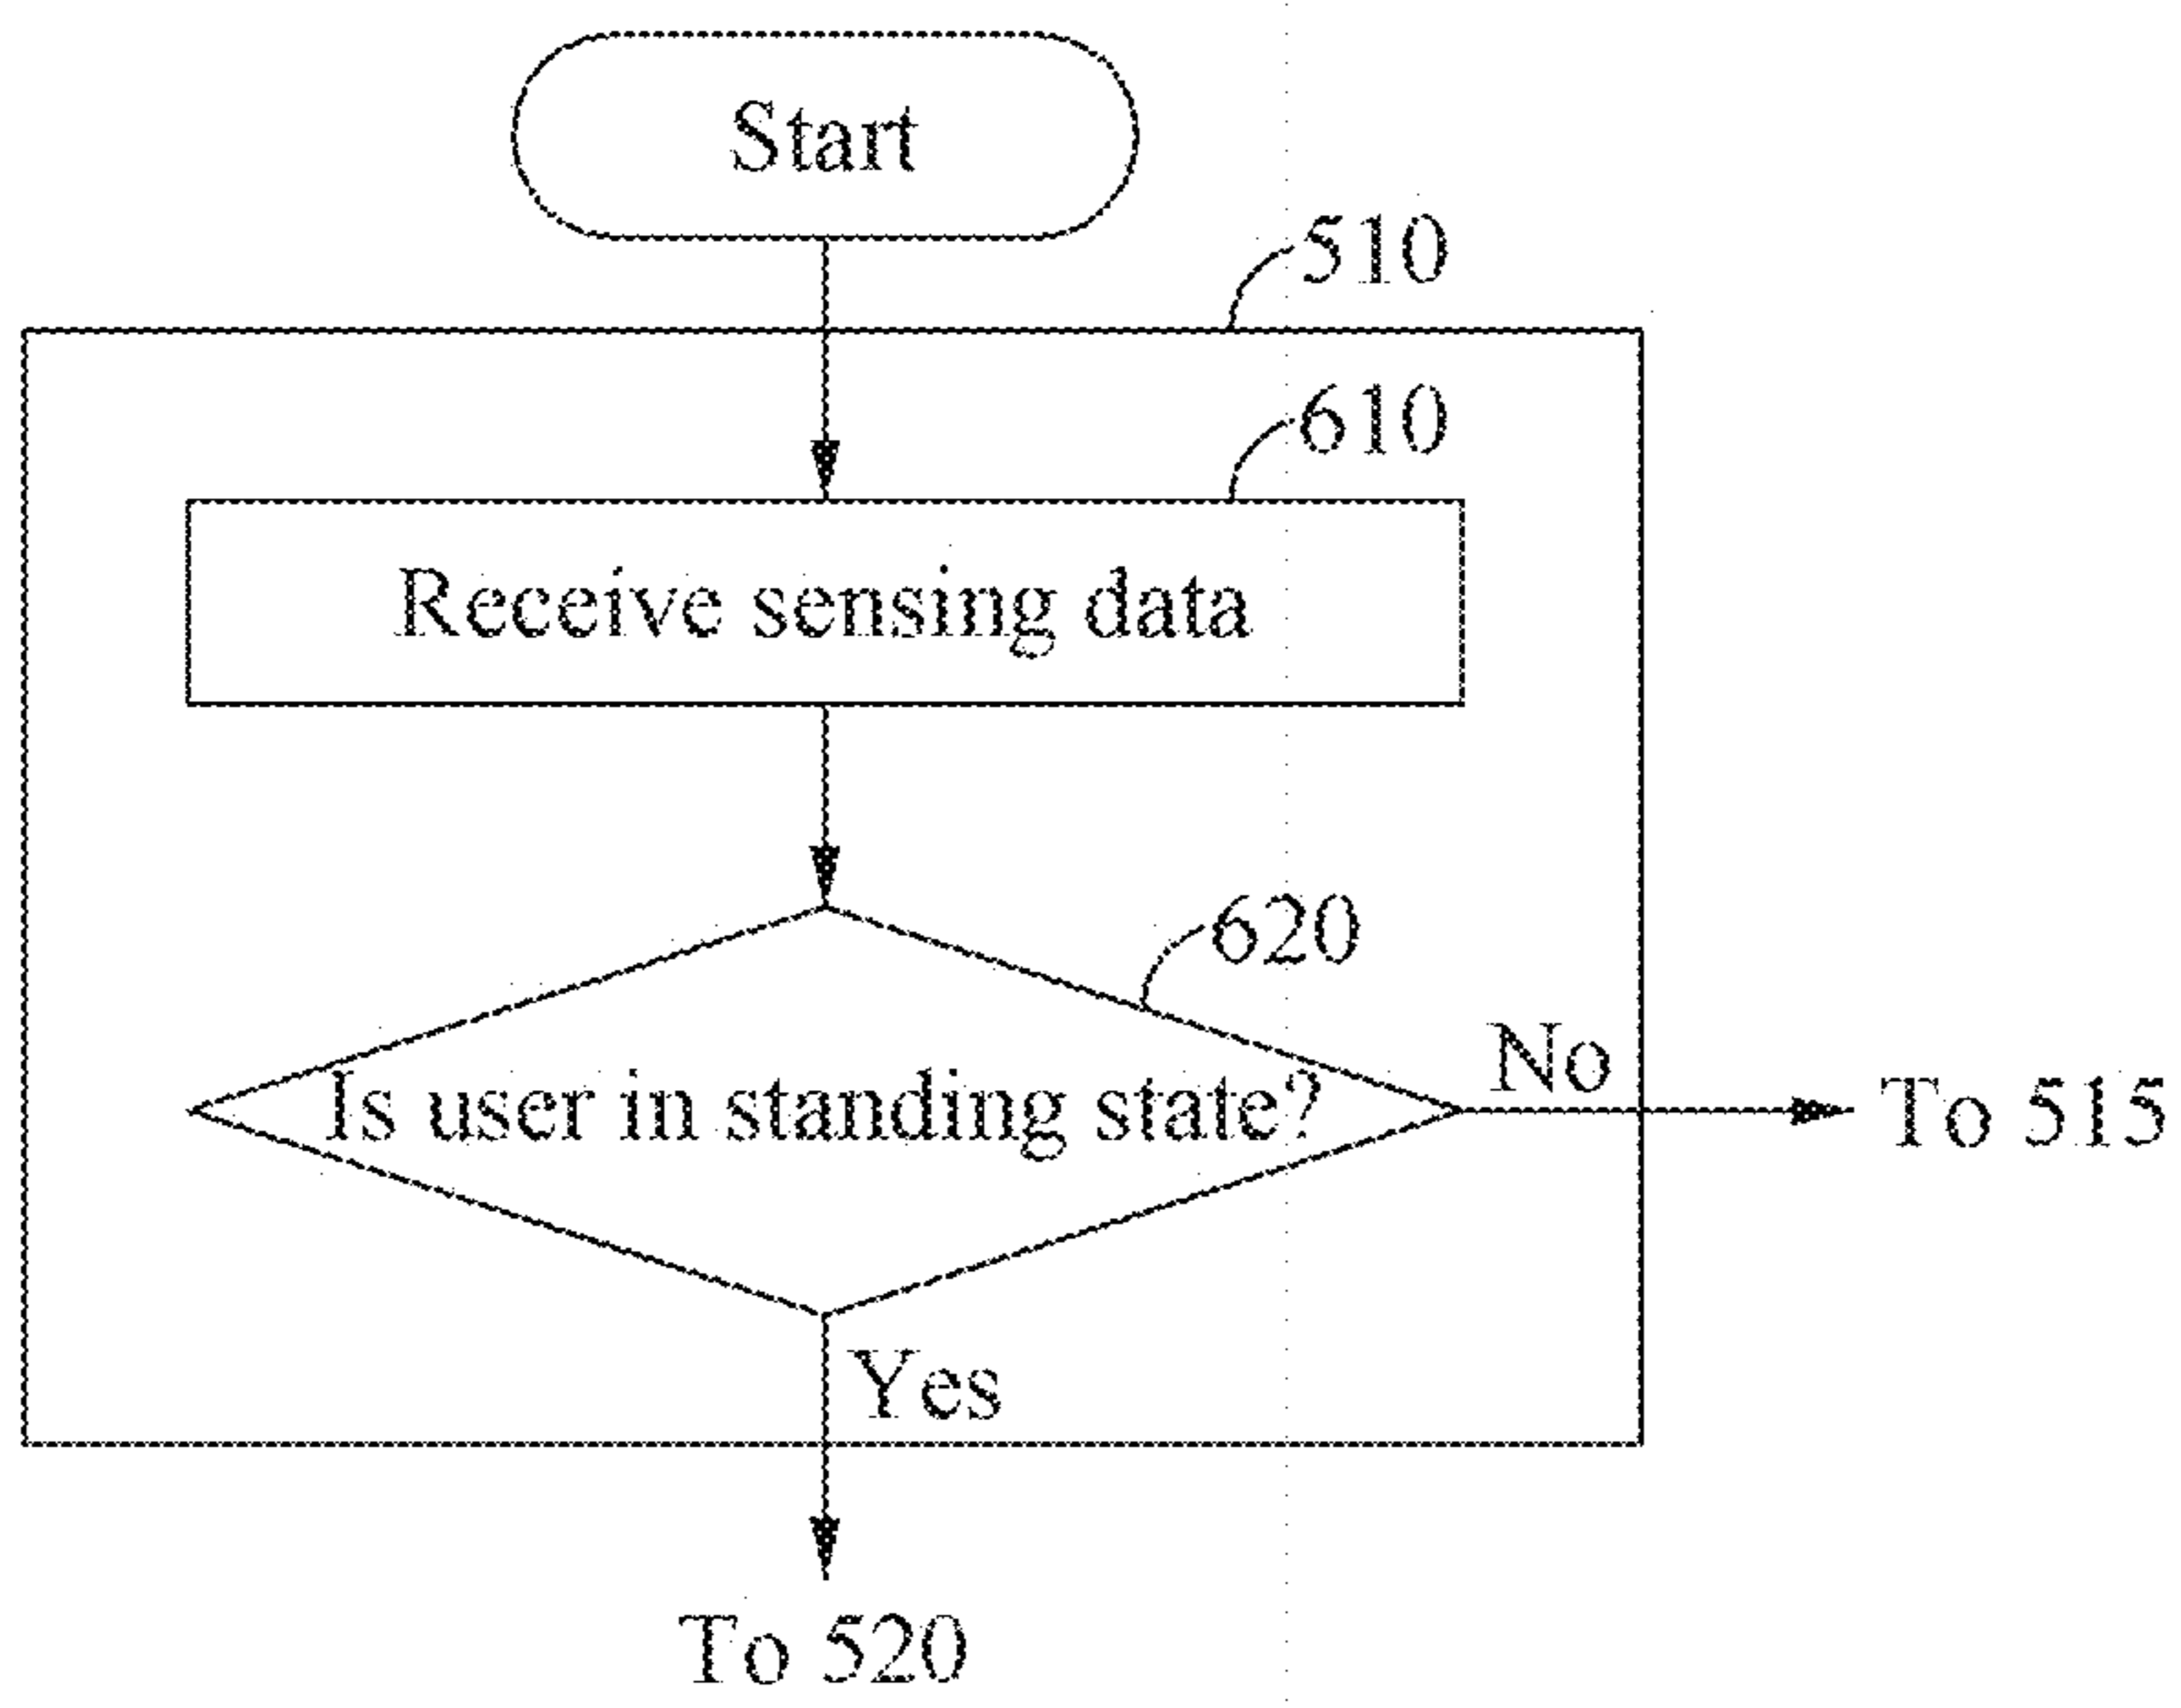 Start
510
610
Receive sensing data
620
Is user in standing state?
No
To 515
Yes
To 520